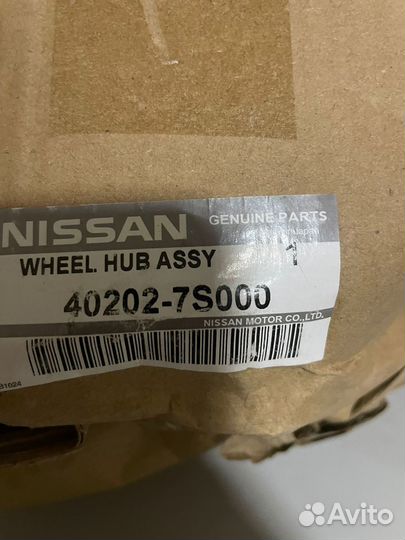 NISSAN GENUINE PARTS
WHEEL HUB ASSY 1
40202-7S000
NISSAN MOTOR CO., LTD.
Avito